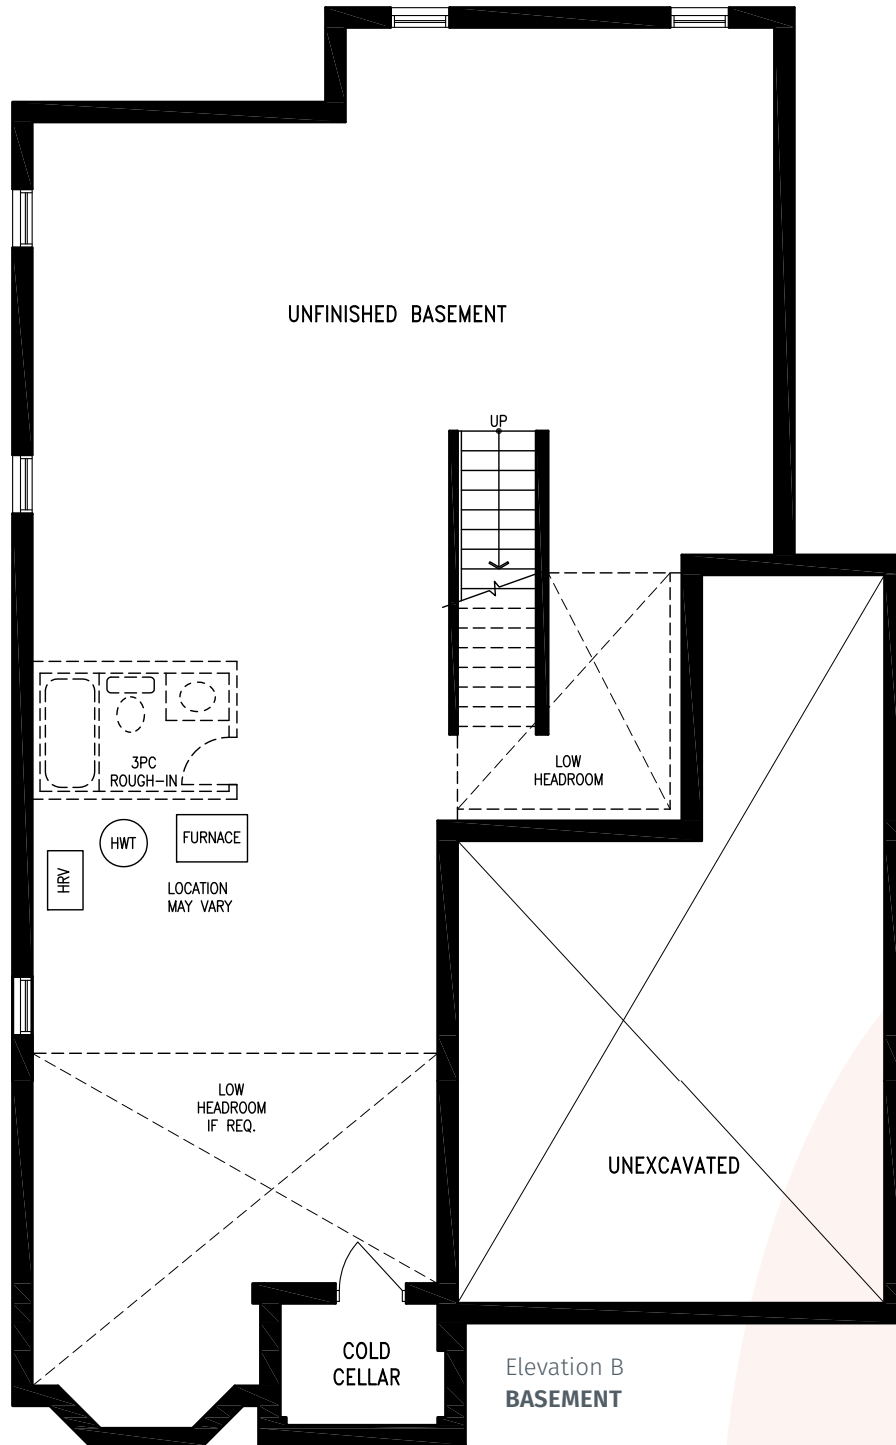 UNFINISHED BASEMENT
UP
3PC
ROUGH-IN
LOW
HEADROOM
HWT
FURNACE
HRV
LOCATION
MAY VARY
LOW
HEADROOM
IF REQ.
UNEXCAVATED
COLD
CELLAR
Elevation B
BASEMENT